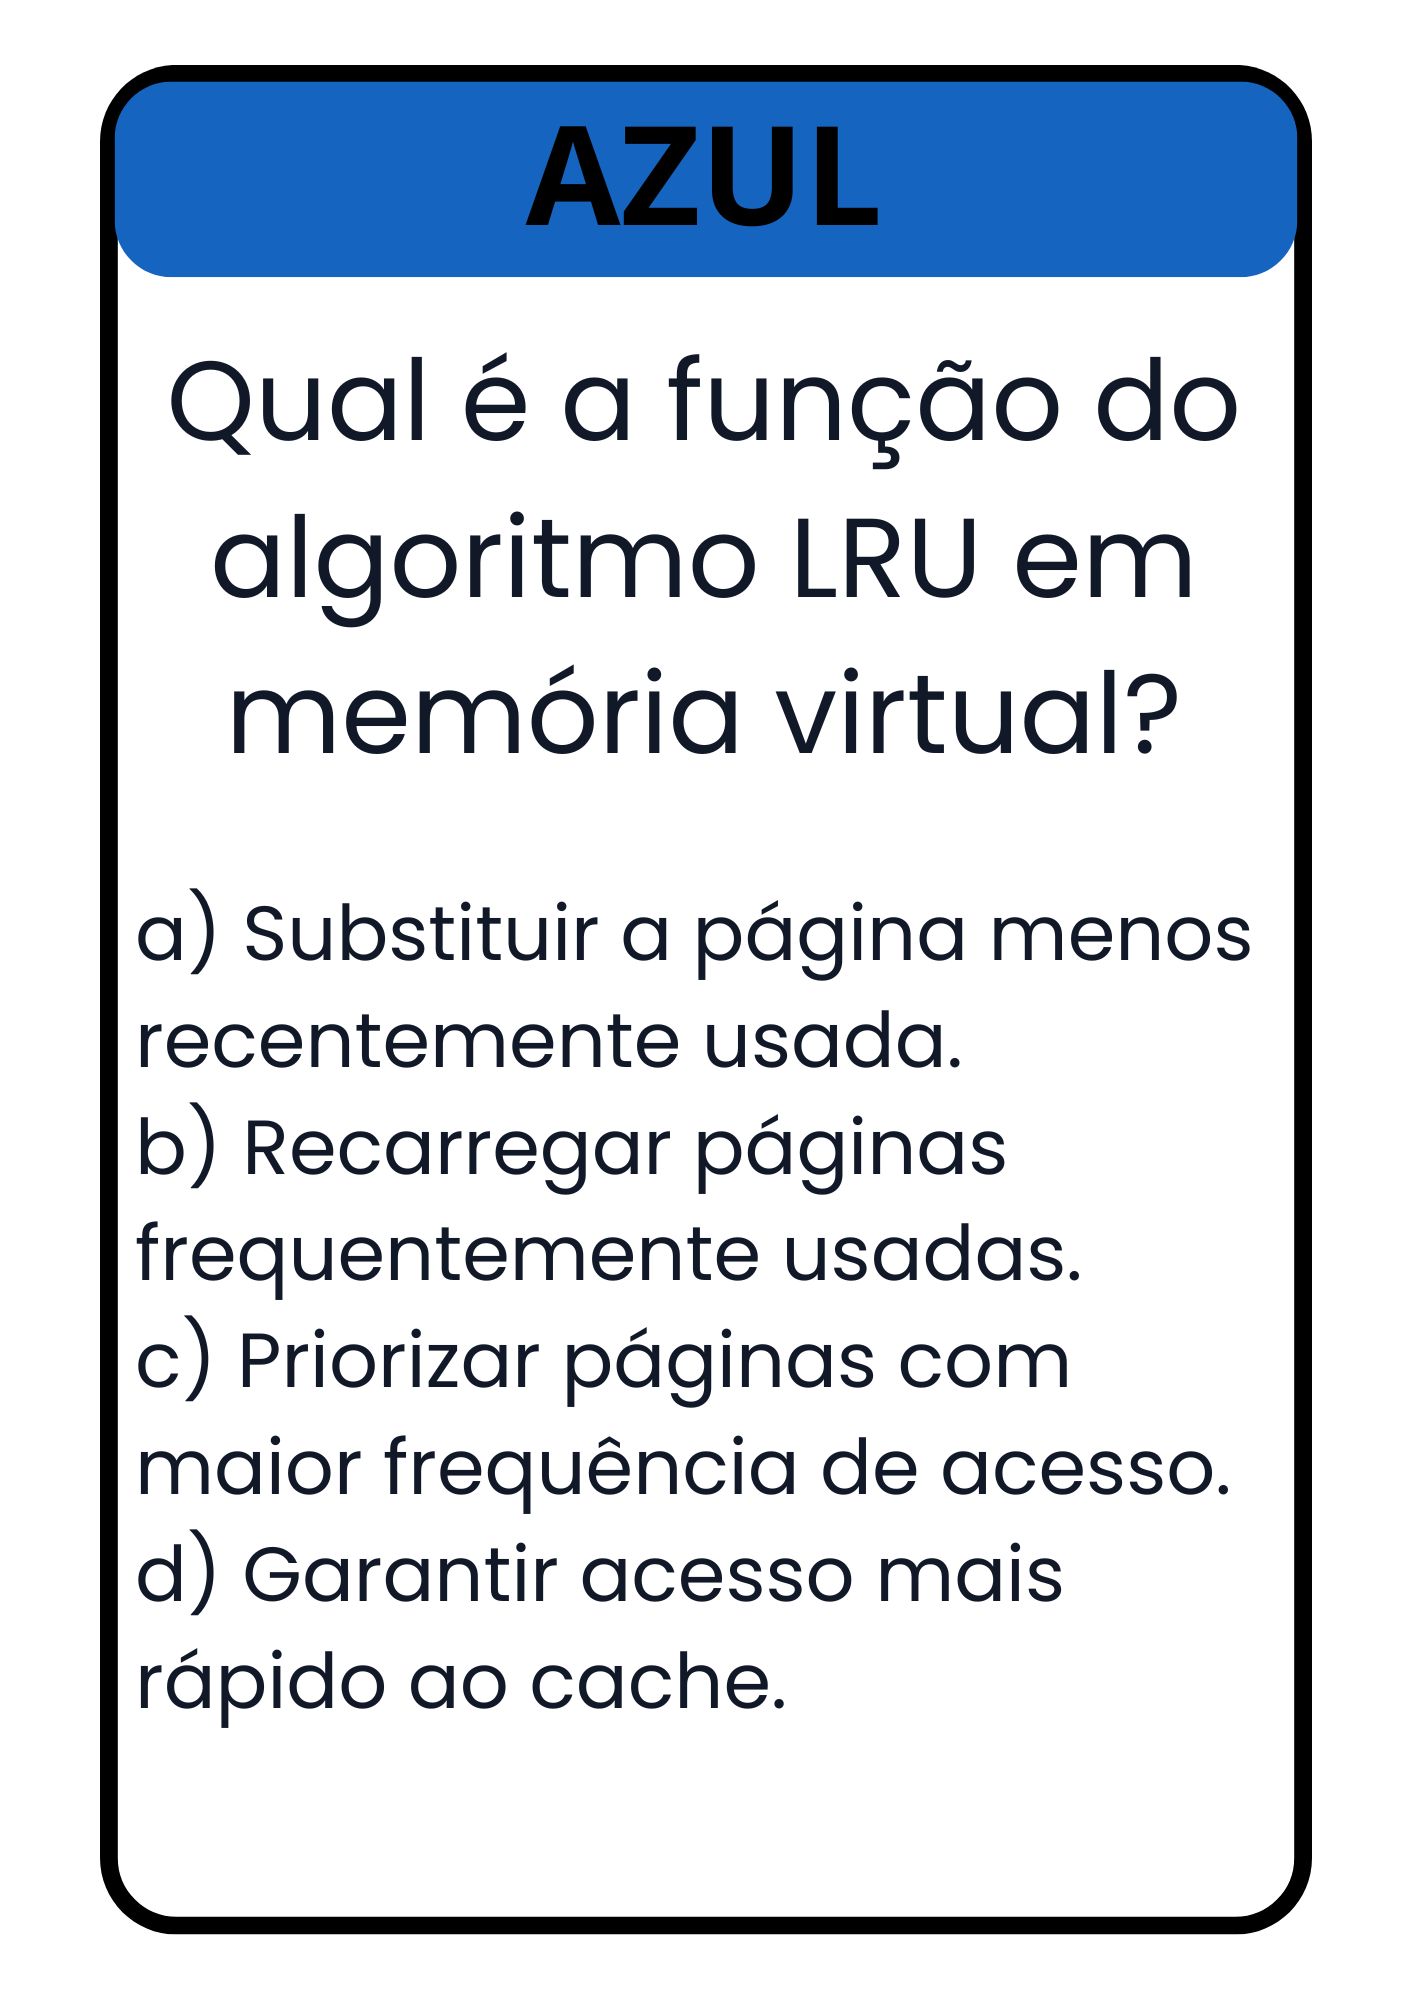 AZUL
Qual é a função do
algoritmo LRU em
memória virtual?
a) Substituir a página menos
recentemente usada.
b) Recarregar páginas
frequentemente usadas.
c) Priorizar páginas com
maior frequência de acesso.
d) Garantir acesso mais
rápido ao cache.